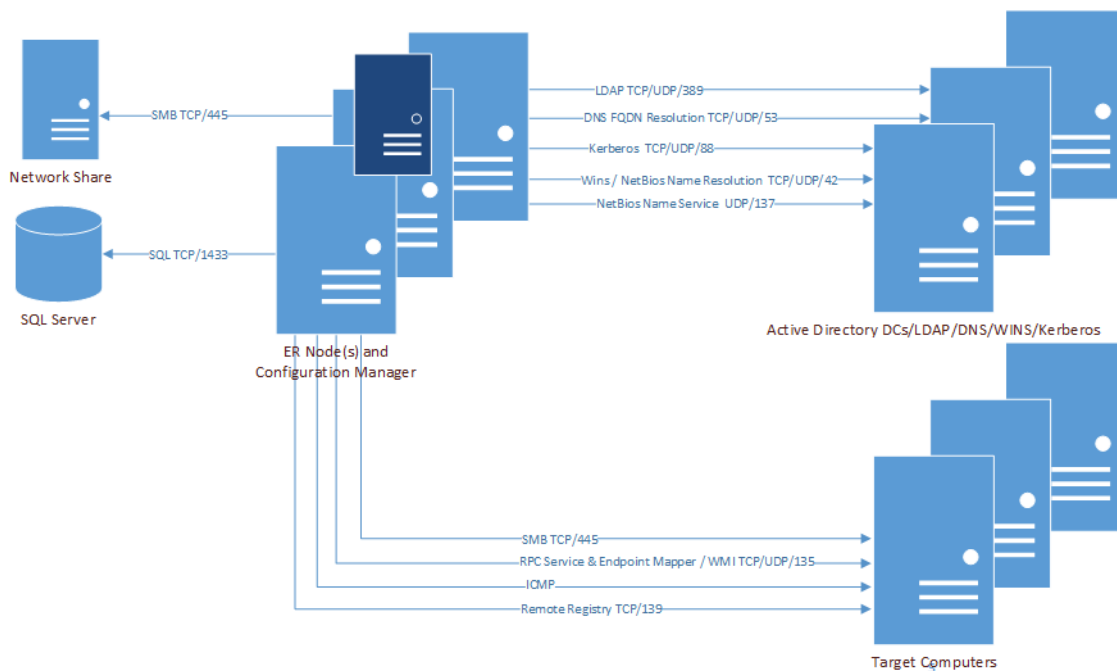 LDAP TCP/UDP/389
SMB TCP/445
DNS FQDN Resolution TCP/UDP/53
Kerberos TCP/UDP/88
Network Share
Wins / NetBios Name Resolution TCP/UDP/42
NetBios Name Service UDP/137
SQL TCP/1433
SQL Server
Active Directory DCs/LDAP/DNS/WINS/Kerberos
ER Node(s) and
Configuration Manager
SMB TCP/445
RPC Service & Endpoint Mapper / WMI TCP/UDP/135
ICMP
Remote Registry TCP/139
Target Computers